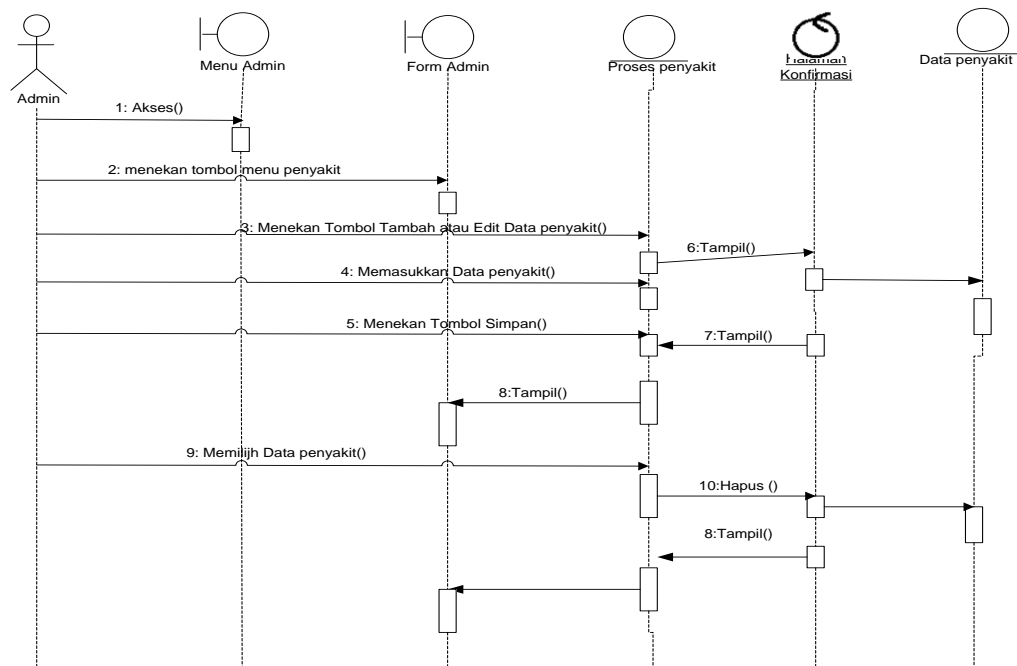 Admin
Menu Admin
Form Admin
Proses penyakit
Halaman
Konfirmasi
Data penyakit
1: Akses()
2: menekan tombol menu penyakit
3: Menekan Tombol Tambah atau Edit Data penyakit()
6:Tampil()
4: Memasukkan Data penyakit()
5: Menekan Tombol Simpan()
7:Tampil()
8:Tampil()
9: Memilijh Data penyakit()
10:Hapus ()
8:Tampil()